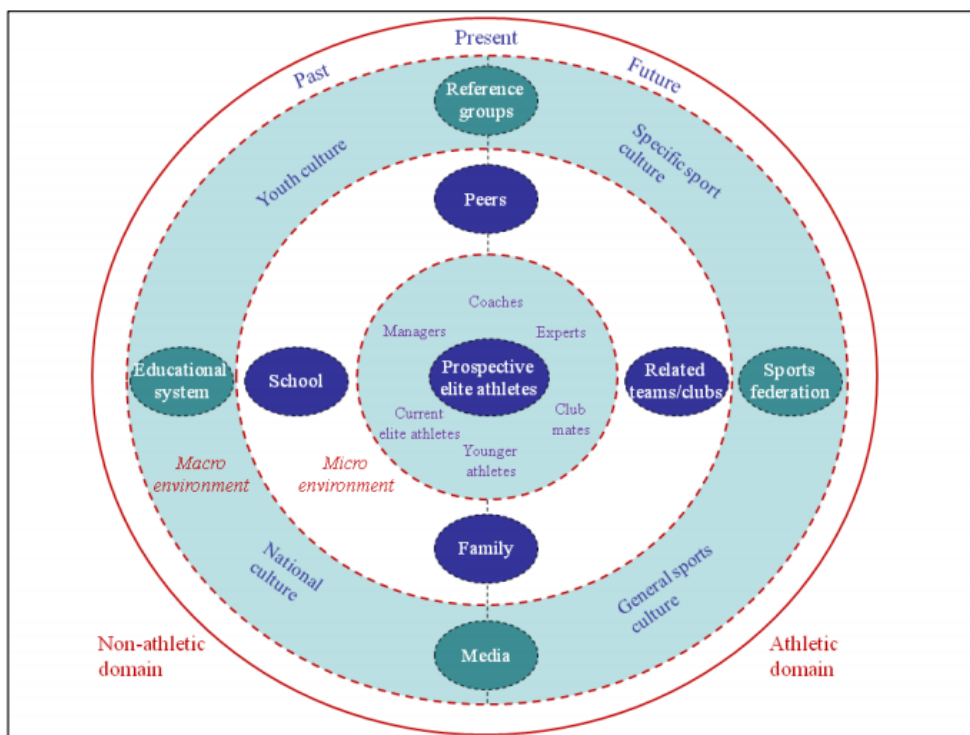 Present
Past
Future
Reference
groups
Youth culture
Specific sport
culture
Peers
Coaches
Managers
Experts
Educational
system
School
Prospective
elite athletes
Related
teams/clubs
Sports
federation
Current
elite athletes
Club
mates
Younger
athletes
Macro
environment
Micro
environment
Family
National
culture
General sports
culture
Media
Non-athletic
domain
Athletic
domain